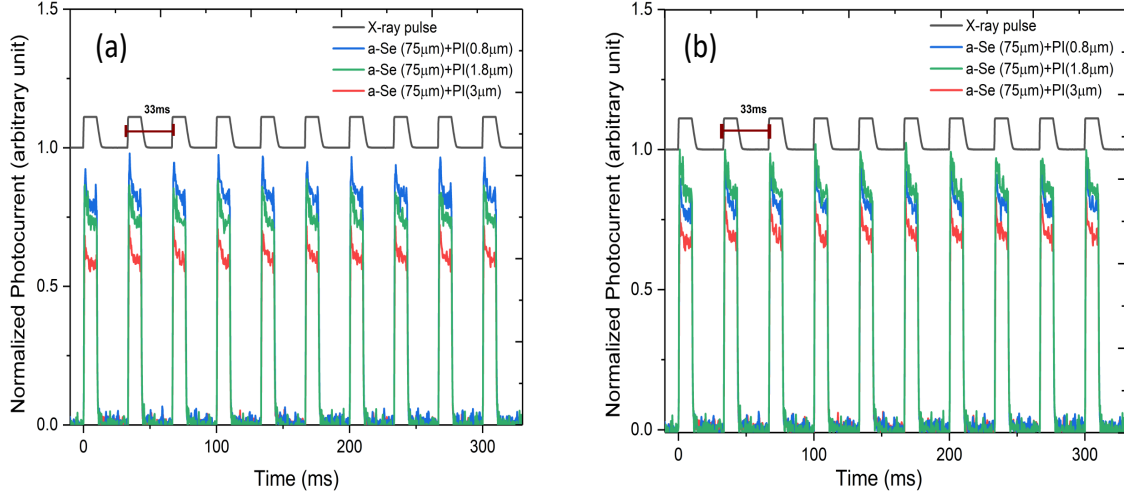 (a)
X-ray pulse
a-Se (75μm)+PI(0.8μm)
a-Se (75μm)+PI(1.8μm)
a-Se (75μm)+PI(3μm)
33ms
Normalized Photocurrent (arbitrary unit)
1.5
1.0
0.5
0.0
0
100
200
300
Time (ms)
(b)
X-ray pulse
a-Se (75μm)+PI(0.8μm)
a-Se (75μm)+PI(1.8μm)
a-Se (75μm)+PI(3μm)
33ms
Normalized Photocurrent (arbitrary unit)
1.5
1.0
0.5
0.0
0
100
200
300
Time (ms)